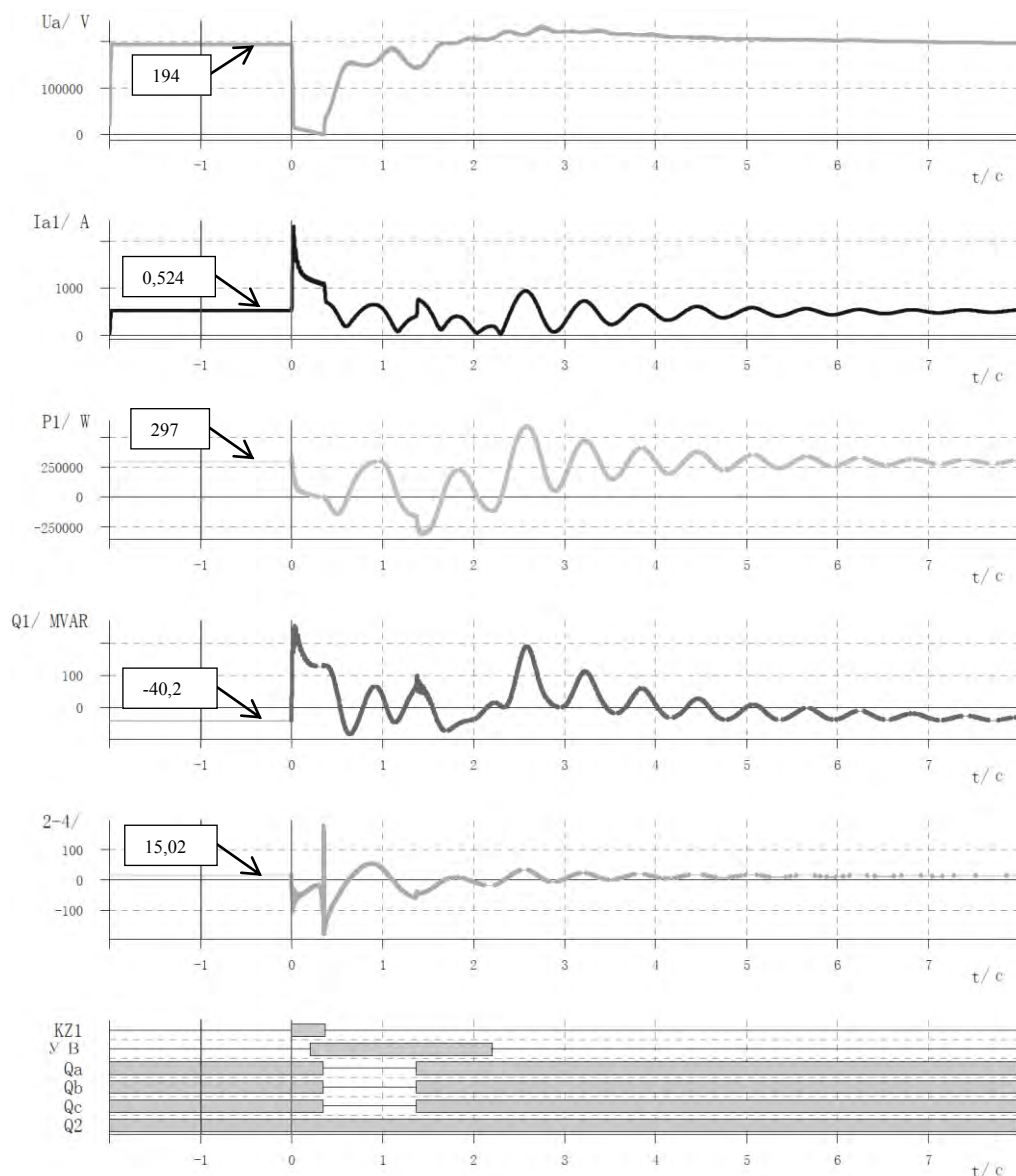 Ua/ V
194
100000
0
-1 0 1 2 3 4 5 6 7
t/c
Ia1/ A
0,524
1000
0
-1 0 1 2 3 4 5 6 7
t/c
P1/ W
297
250000
0
-250000
-1 0 1 2 3 4 5 6 7
t/c
Q1/ MVAR
100
-40,2
0
-1 0 1 2 3 4 5 6 7
t/c
2-4/
15,02
100
0
-100
-1 0 1 2 3 4 5 6 7
t/c
KZ1
У В
Qa
Qb
Qc
Q2
-1 0 1 2 3 4 5 6 7
t/c